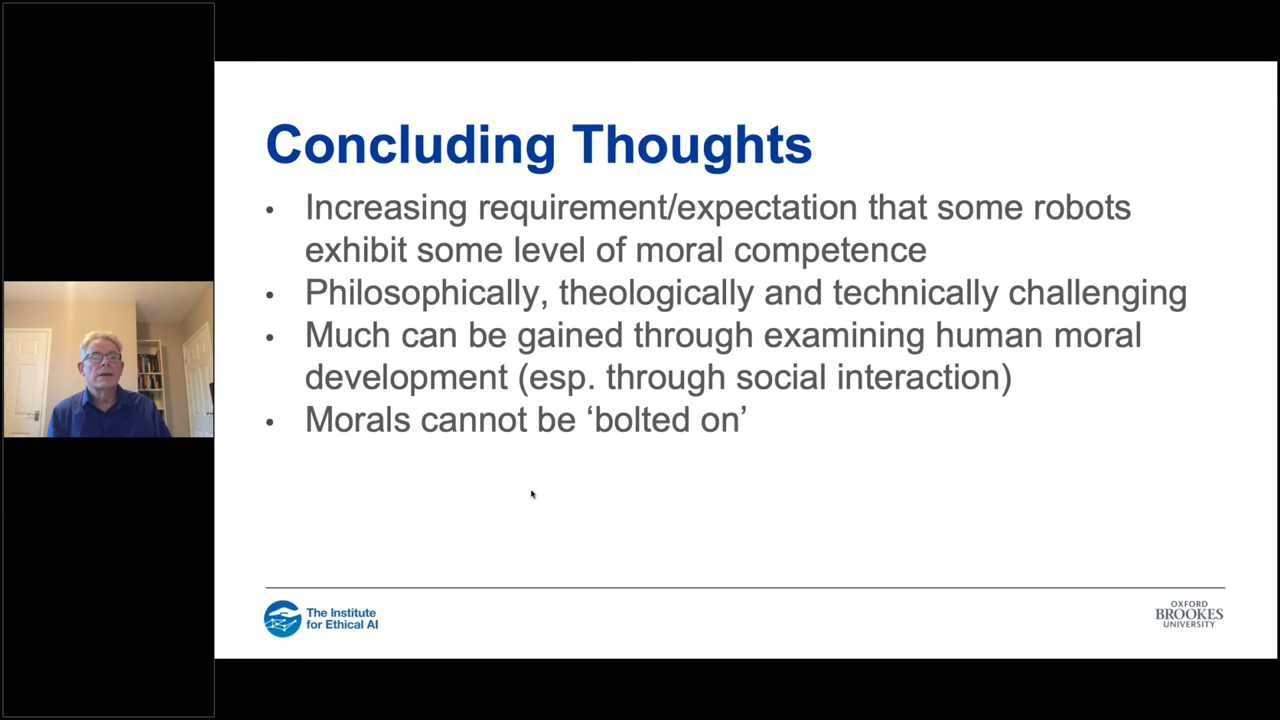 Concluding Thoughts
• Increasing requirement/expectation that some robots
exhibit some level of moral competence
• Philosophically, theologically and technically challenging
• Much can be gained through examining human moral
development (esp. through social interaction)
• Morals cannot be ‘bolted on’
The Institute
for Ethical AI
OXFORD
BROOKES
UNIVERSITY